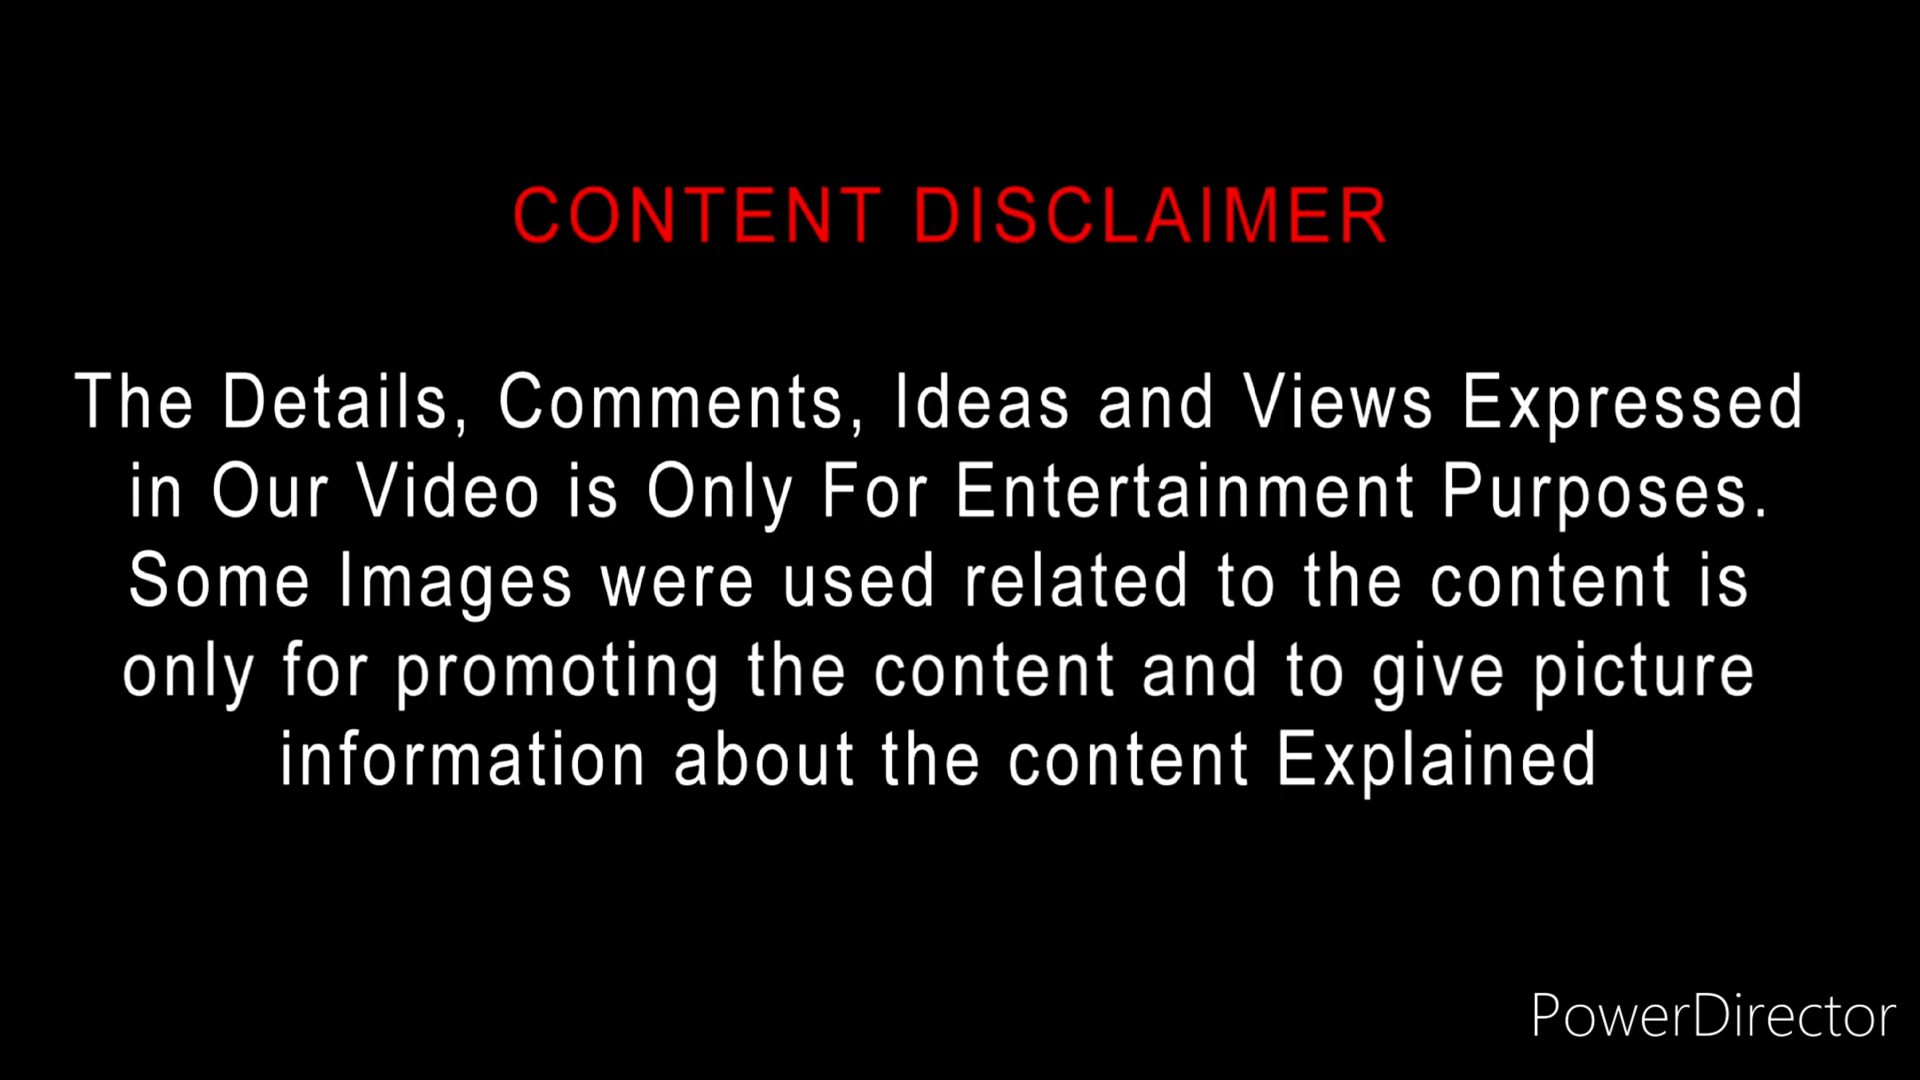 CONTENT DISCLAIMER
The Details, Comments, Ideas and Views Expressed
in Our Video is Only For Entertainment Purposes.
Some Images were used related to the content is
only for promoting the content and to give picture
information about the content Explained
PowerDirector